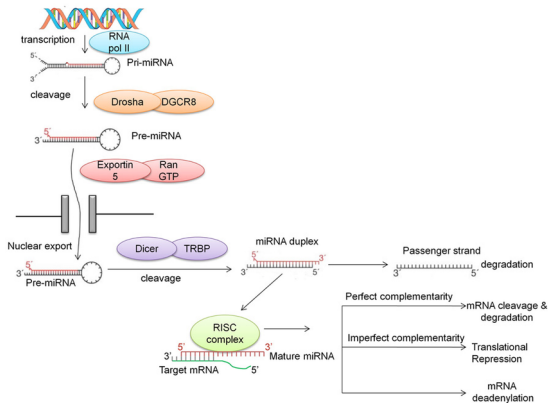 transcription
RNA
pol II
5'
3'
Pri-miRNA
cleavage
Drosha
DGCR8
5'
3'
Pre-miRNA
Exportin
5
Ran
GTP
Nuclear export
5'
3'
Pre-miRNA
Dicer
TRBP
cleavage
miRNA duplex
5'
3'
3'
5'
Passenger strand
3'
5'
degradation
RISC
complex
5'
3'
Mature miRNA
3'
Target mRNA
5'
Perfect complementarity
mRNA cleavage &
degradation
Imperfect complementarity
Translational
Repression
mRNA
deadenylation